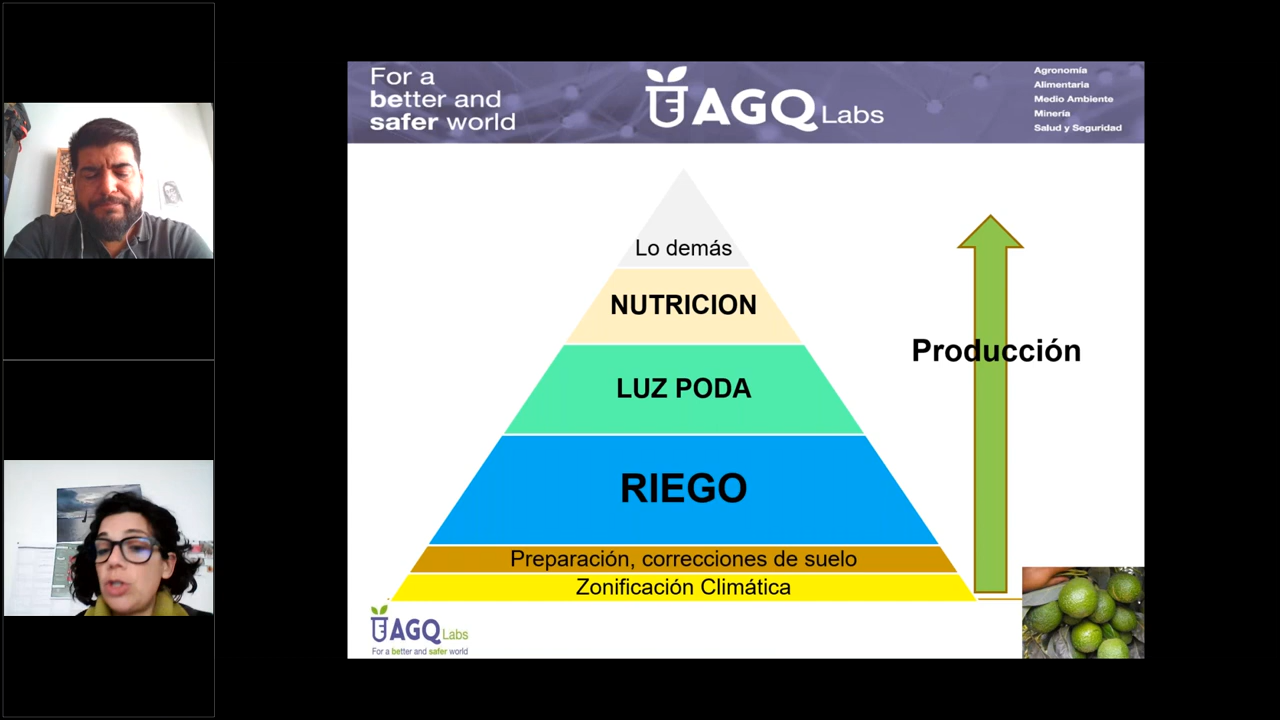 For a
better and
safer world
AGQ Labs
Agronomía
Alimentaria
Medio Ambiente
Minería
Salud y Seguridad
Lo demás
NUTRICION
LUZ PODA
RIEGO
Preparación, correcciones de suelo
Zonificación Climática
Producción
AGQ Labs
For a better and safer world